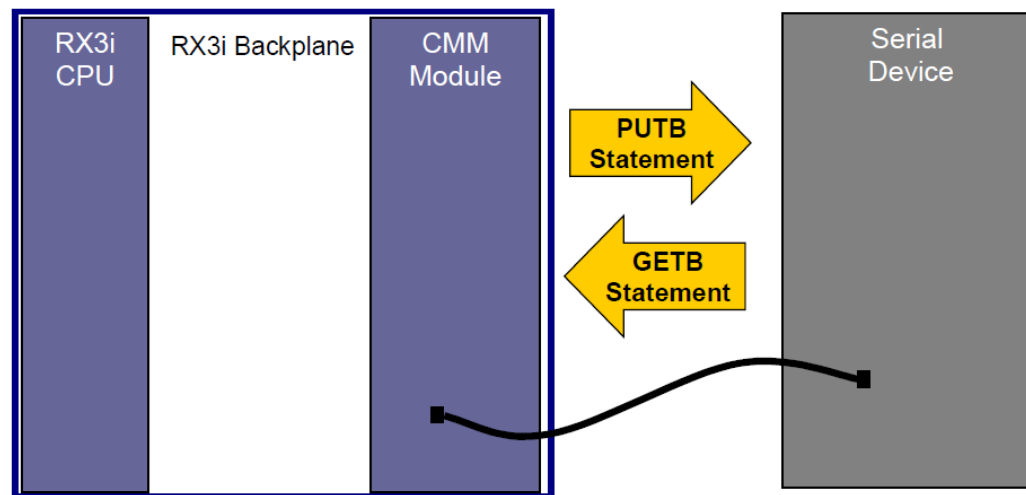 RX3i
CPU
RX3i Backplane
CMM
Module
PUTB
Statement
GETB
Statement
Serial
Device